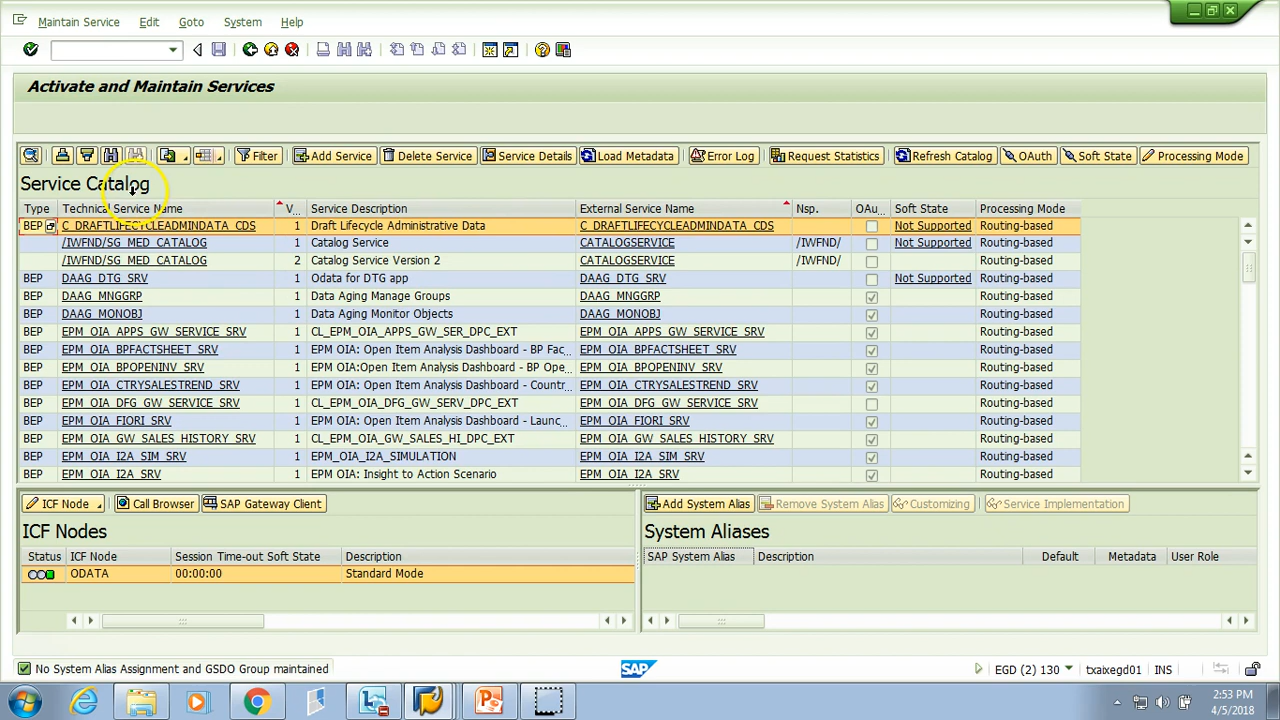 Maintain Service Edit Goto System Help
Activate and Maintain Services
Filter Add Service Delete Service Service Details Load Metadata Error Log Request Statistics Refresh Catalog OAuth Soft State Processing Mode
Service Catalog
Type Technical Service Name V... Service Description External Service Name Nsp. OAu... Soft State Processing Mode
BEP C_DRAFTLIFECYCLEADMINDATA_CDS 1 Draft Lifecycle Administrative Data C_DRAFTLIFECYCLEADMINDATA_CDS Not Supported Routing-based
/IWFND/SG_MED_CATALOG 1 Catalog Service CATALOGSERVICE /IWFND/ Not Supported Routing-based
/IWFND/SG_MED_CATALOG 2 Catalog Service Version 2 CATALOGSERVICE /IWFND/ Routing-based
BEP DAAG_DTG_SRV 1 Odata for DTG app DAAG_DTG_SRV Not Supported Routing-based
BEP DAAG_MNGGRP 1 Data Aging Manage Groups DAAG_MNGGRP Routing-based
BEP DAAG_MONOBJ 1 Data Aging Monitor Objects DAAG_MONOBJ Routing-based
BEP EPM_OIA_APPS_GW_SERVICE_SRV 1 CL_EPM_OIA_APPS_GW_SER_DPC_EXT EPM_OIA_APPS_GW_SERVICE_SRV Routing-based
BEP EPM_OIA_BPFACTSHEET_SRV 1 EPM OIA: Open Item Analysis Dashboard - BP Fac... EPM_OIA_BPFACTSHEET_SRV Routing-based
BEP EPM_OIA_BPOPENINV_SRV 1 EPM OIA:Open Item Analysis Dashboard - BP Ope... EPM_OIA_BPOPENINV_SRV Routing-based
BEP EPM_OIA_CTRYSALESTREND_SRV 1 EPM OIA: Open Item Analysis Dashboard - Countr... EPM_OIA_CTRYSALESTREND_SRV Routing-based
BEP EPM_OIA_DFG_GW_SERVICE_SRV 1 CL_EPM_OIA_DFG_GW_SERV_DPC_EXT EPM_OIA_DFG_GW_SERVICE_SRV Routing-based
BEP EPM_OIA_FIORI_SRV 1 EPM OIA: Open Item Analysis Dashboard - Launc... EPM_OIA_FIORI_SRV Routing-based
BEP EPM_OIA_GW_SALES_HISTORY_SRV 1 CL_EPM_OIA_GW_SALES_HI_DPC_EXT EPM_OIA_GW_SALES_HISTORY_SRV Routing-based
BEP EPM_OIA_I2A_SIM_SRV 1 EPM_OIA_I2A_SIMULATION EPM_OIA_I2A_SIM_SRV Routing-based
BEP EPM_OIA_I2A_SRV 1 EPM OIA: Insight to Action Scenario EPM_OIA_I2A_SRV Routing-based
ICF Node Call Browser SAP Gateway Client Add System Alias Remove System Alias Customizing Service Implementation
ICF Nodes System Aliases
Status ICF Node Session Time-out Soft State Description SAP System Alias Description Default Metadata User Role
ODATA 00:00:00 Standard Mode
No System Alias Assignment and GSDO Group maintained SAP EGD (2) 130 txaixegd01 INS
2:53 PM
4/5/2018